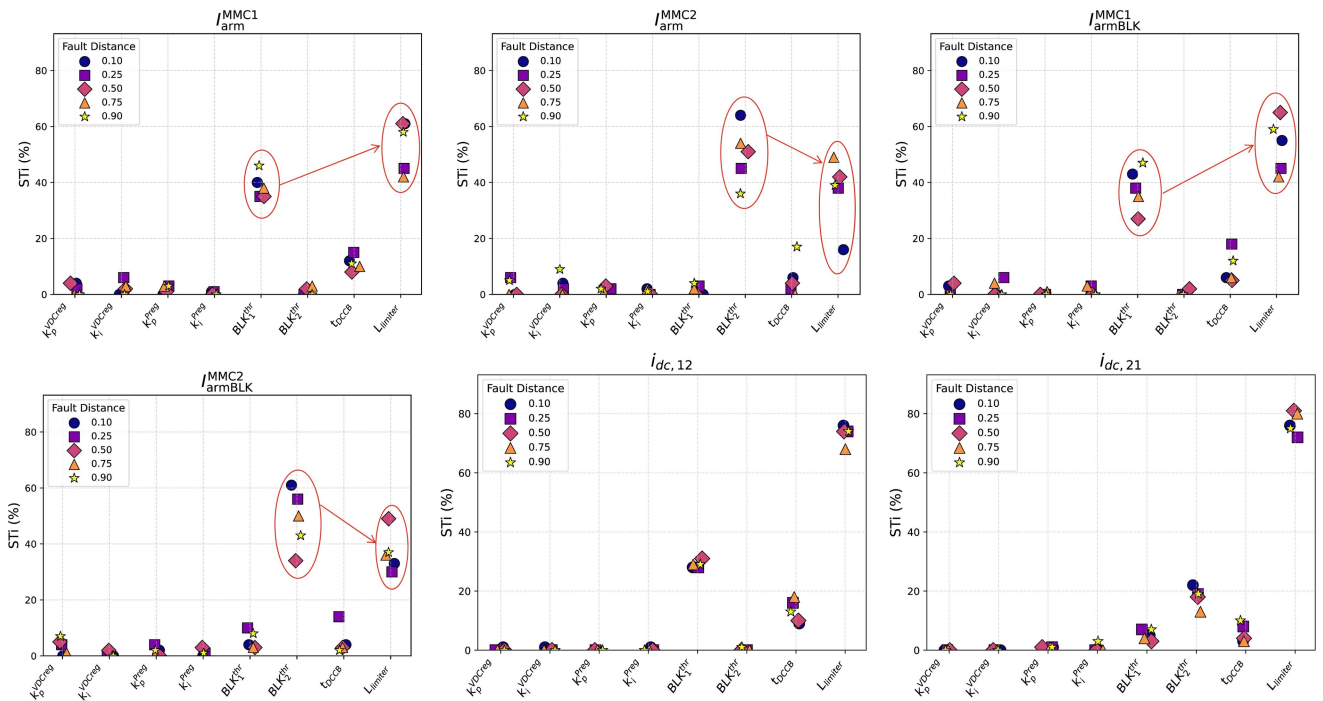 I_arm^MMC1
STi (%)
80
60
40
20
0
Fault Distance
0.10
0.25
0.50
0.75
0.90
K_p^VDCreg
K_i^VDCreg
K_p^Preg
K_i^Preg
BLK_1^thr
BLK_2^thr
t_DCCB
L_limiter
I_arm^MMC2
STi (%)
80
60
40
20
0
Fault Distance
0.10
0.25
0.50
0.75
0.90
K_p^VDCreg
K_i^VDCreg
K_p^Preg
K_i^Preg
BLK_1^thr
BLK_2^thr
t_DCCB
L_limiter
I_armBLK^MMC1
STi (%)
80
60
40
20
0
Fault Distance
0.10
0.25
0.50
0.75
0.90
K_p^VDCreg
K_i^VDCreg
K_p^Preg
K_i^Preg
BLK_1^thr
BLK_2^thr
t_DCCB
L_limiter
I_armBLK^MMC2
STi (%)
80
60
40
20
0
Fault Distance
0.10
0.25
0.50
0.75
0.90
K_p^VDCreg
K_i^VDCreg
K_p^Preg
K_i^Preg
BLK_1^thr
BLK_2^thr
t_DCCB
L_limiter
i_dc, 12
STi (%)
80
60
40
20
0
Fault Distance
0.10
0.25
0.50
0.75
0.90
K_p^VDCreg
K_i^VDCreg
K_p^Preg
K_i^Preg
BLK_1^thr
BLK_2^thr
t_DCCB
L_limiter
i_dc, 21
STi (%)
80
60
40
20
0
Fault Distance
0.10
0.25
0.50
0.75
0.90
K_p^VDCreg
K_i^VDCreg
K_p^Preg
K_i^Preg
BLK_1^thr
BLK_2^thr
t_DCCB
L_limiter